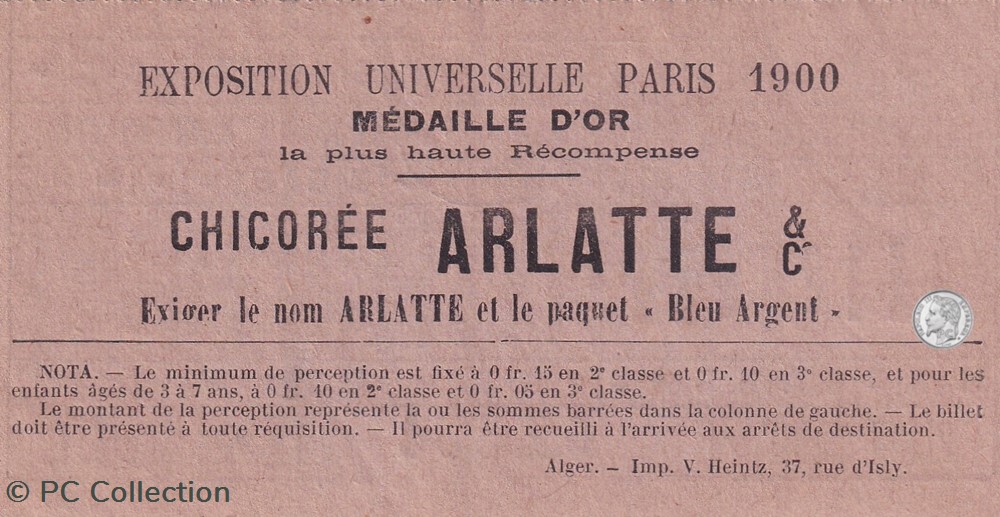 EXPOSITION UNIVERSELLE PARIS 1900
MÉDAILLE D'OR
la plus haute Récompense
CHICORÉE ARLATTE & Cⁱᵉ
Exiger le nom ARLATTE et le paquet « Bleu Argent »
NOTA. — Le minimum de perception est fixé à 0 fr. 15 en 2ᵉ classe et 0 fr. 10 en 3ᵉ classe, et pour les
enfants âgés de 3 à 7 ans, à 0 fr. 10 en 2ᵉ classe et 0 fr. 05 en 3ᵉ classe.
Le montant de la perception représente la ou les sommes barrées dans la colonne de gauche. — Le billet
doit être présenté à toute réquisition. — Il pourra être recueilli à l'arrivée aux arrêts de destination.
Alger. — Imp. V. Heintz, 37, rue d'Isly.
© PC Collection